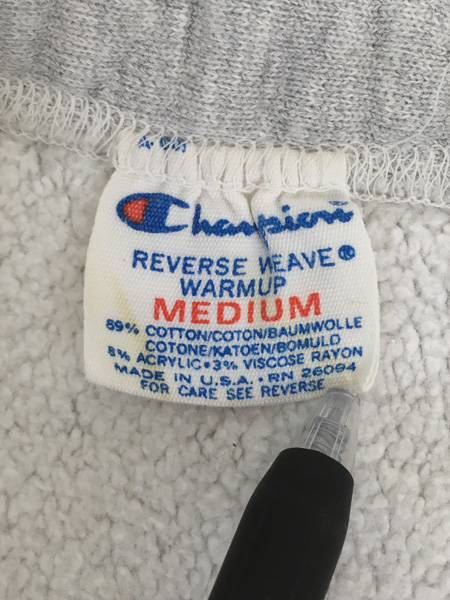 Champion
REVERSE WEAVE®
WARMUP
MEDIUM
89% COTTON/COTON/BAUMWOLLE
COTONE/KATOEN/BOMULD
8% ACRYLIC•3% VISCOSE RAYON
MADE IN U.S.A.•RN 26094
FOR CARE SEE REVERSE